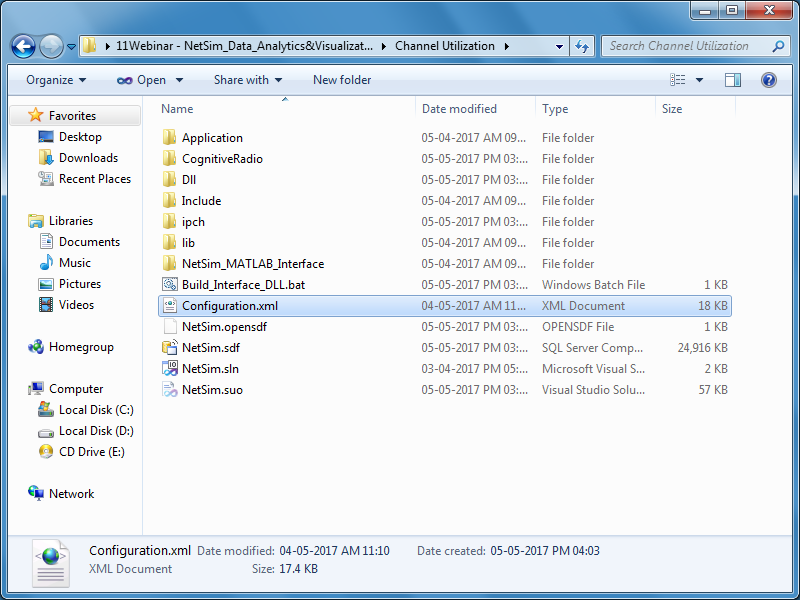 11Webinar - NetSim_Data_Analytics&Visualizat... Channel Utilization Search Channel Utilization
Organize Open Share with New folder
Name Date modified Type Size
Favorites
Desktop
Downloads
Recent Places
Libraries
Documents
Music
Pictures
Videos
Homegroup
Computer
Local Disk (C:)
Local Disk (D:)
CD Drive (E:)
Network
Application 05-04-2017 AM 09... File folder
CognitiveRadio 05-05-2017 PM 03:... File folder
Dll 05-05-2017 PM 03:... File folder
Include 05-04-2017 AM 09... File folder
ipch 05-05-2017 PM 03:... File folder
lib 05-04-2017 AM 09... File folder
NetSim_MATLAB_Interface 05-04-2017 AM 09... File folder
Build_Interface_DLL.bat 05-05-2017 PM 03:... Windows Batch File 1 KB
Configuration.xml 04-05-2017 AM 11... XML Document 18 KB
NetSim.opensdf 05-05-2017 PM 03:... OPENSDF File 1 KB
NetSim.sdf 05-05-2017 PM 03:... SQL Server Comp... 24,916 KB
NetSim.sln 03-04-2017 PM 05:... Microsoft Visual S... 2 KB
NetSim.suo 05-05-2017 PM 03:... Visual Studio Solu... 57 KB
Configuration.xml Date modified: 04-05-2017 AM 11:10 Date created: 05-05-2017 PM 04:03
XML Document Size: 17.4 KB